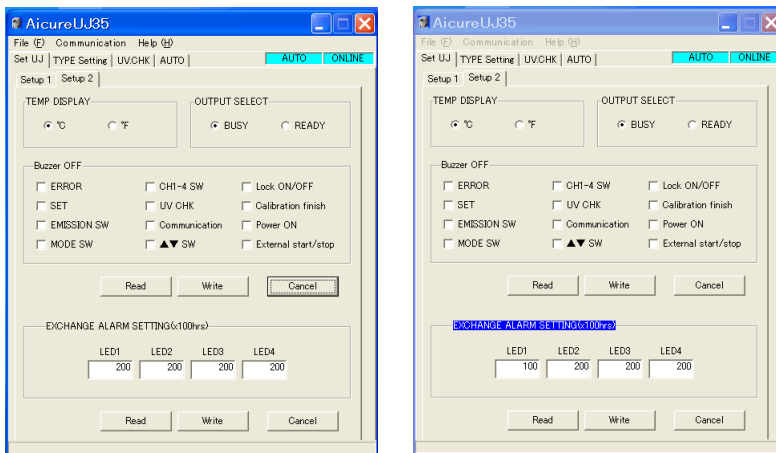 AicureUJ35
File (F) Communication Help (H)
Set UJ TYPE Setting UV.CHK AUTO AUTO ONLINE
Setup 1 Setup 2
TEMP DISPLAY OUTPUT SELECT
℃ ℉ BUSY READY
Buzzer OFF
ERROR CH1-4 SW Lock ON/OFF
SET UV CHK Calibration finish
EMISSION SW Communication Power ON
MODE SW ▲▼ SW External start/stop
Read Write Cancel
EXCHANGE ALARM SETTING(x100hrs)
LED1 LED2 LED3 LED4
200 200 200 200
Read Write Cancel
AicureUJ35
File (F) Communication Help (H)
Set UJ TYPE Setting UV.CHK AUTO AUTO ONLINE
Setup 1 Setup 2
TEMP DISPLAY OUTPUT SELECT
℃ ℉ BUSY READY
Buzzer OFF
ERROR CH1-4 SW Lock ON/OFF
SET UV CHK Calibration finish
EMISSION SW Communication Power ON
MODE SW ▲▼ SW External start/stop
Read Write Cancel
EXCHANGE ALARM SETTING(x100hrs)
LED1 LED2 LED3 LED4
100 200 200 200
Read Write Cancel